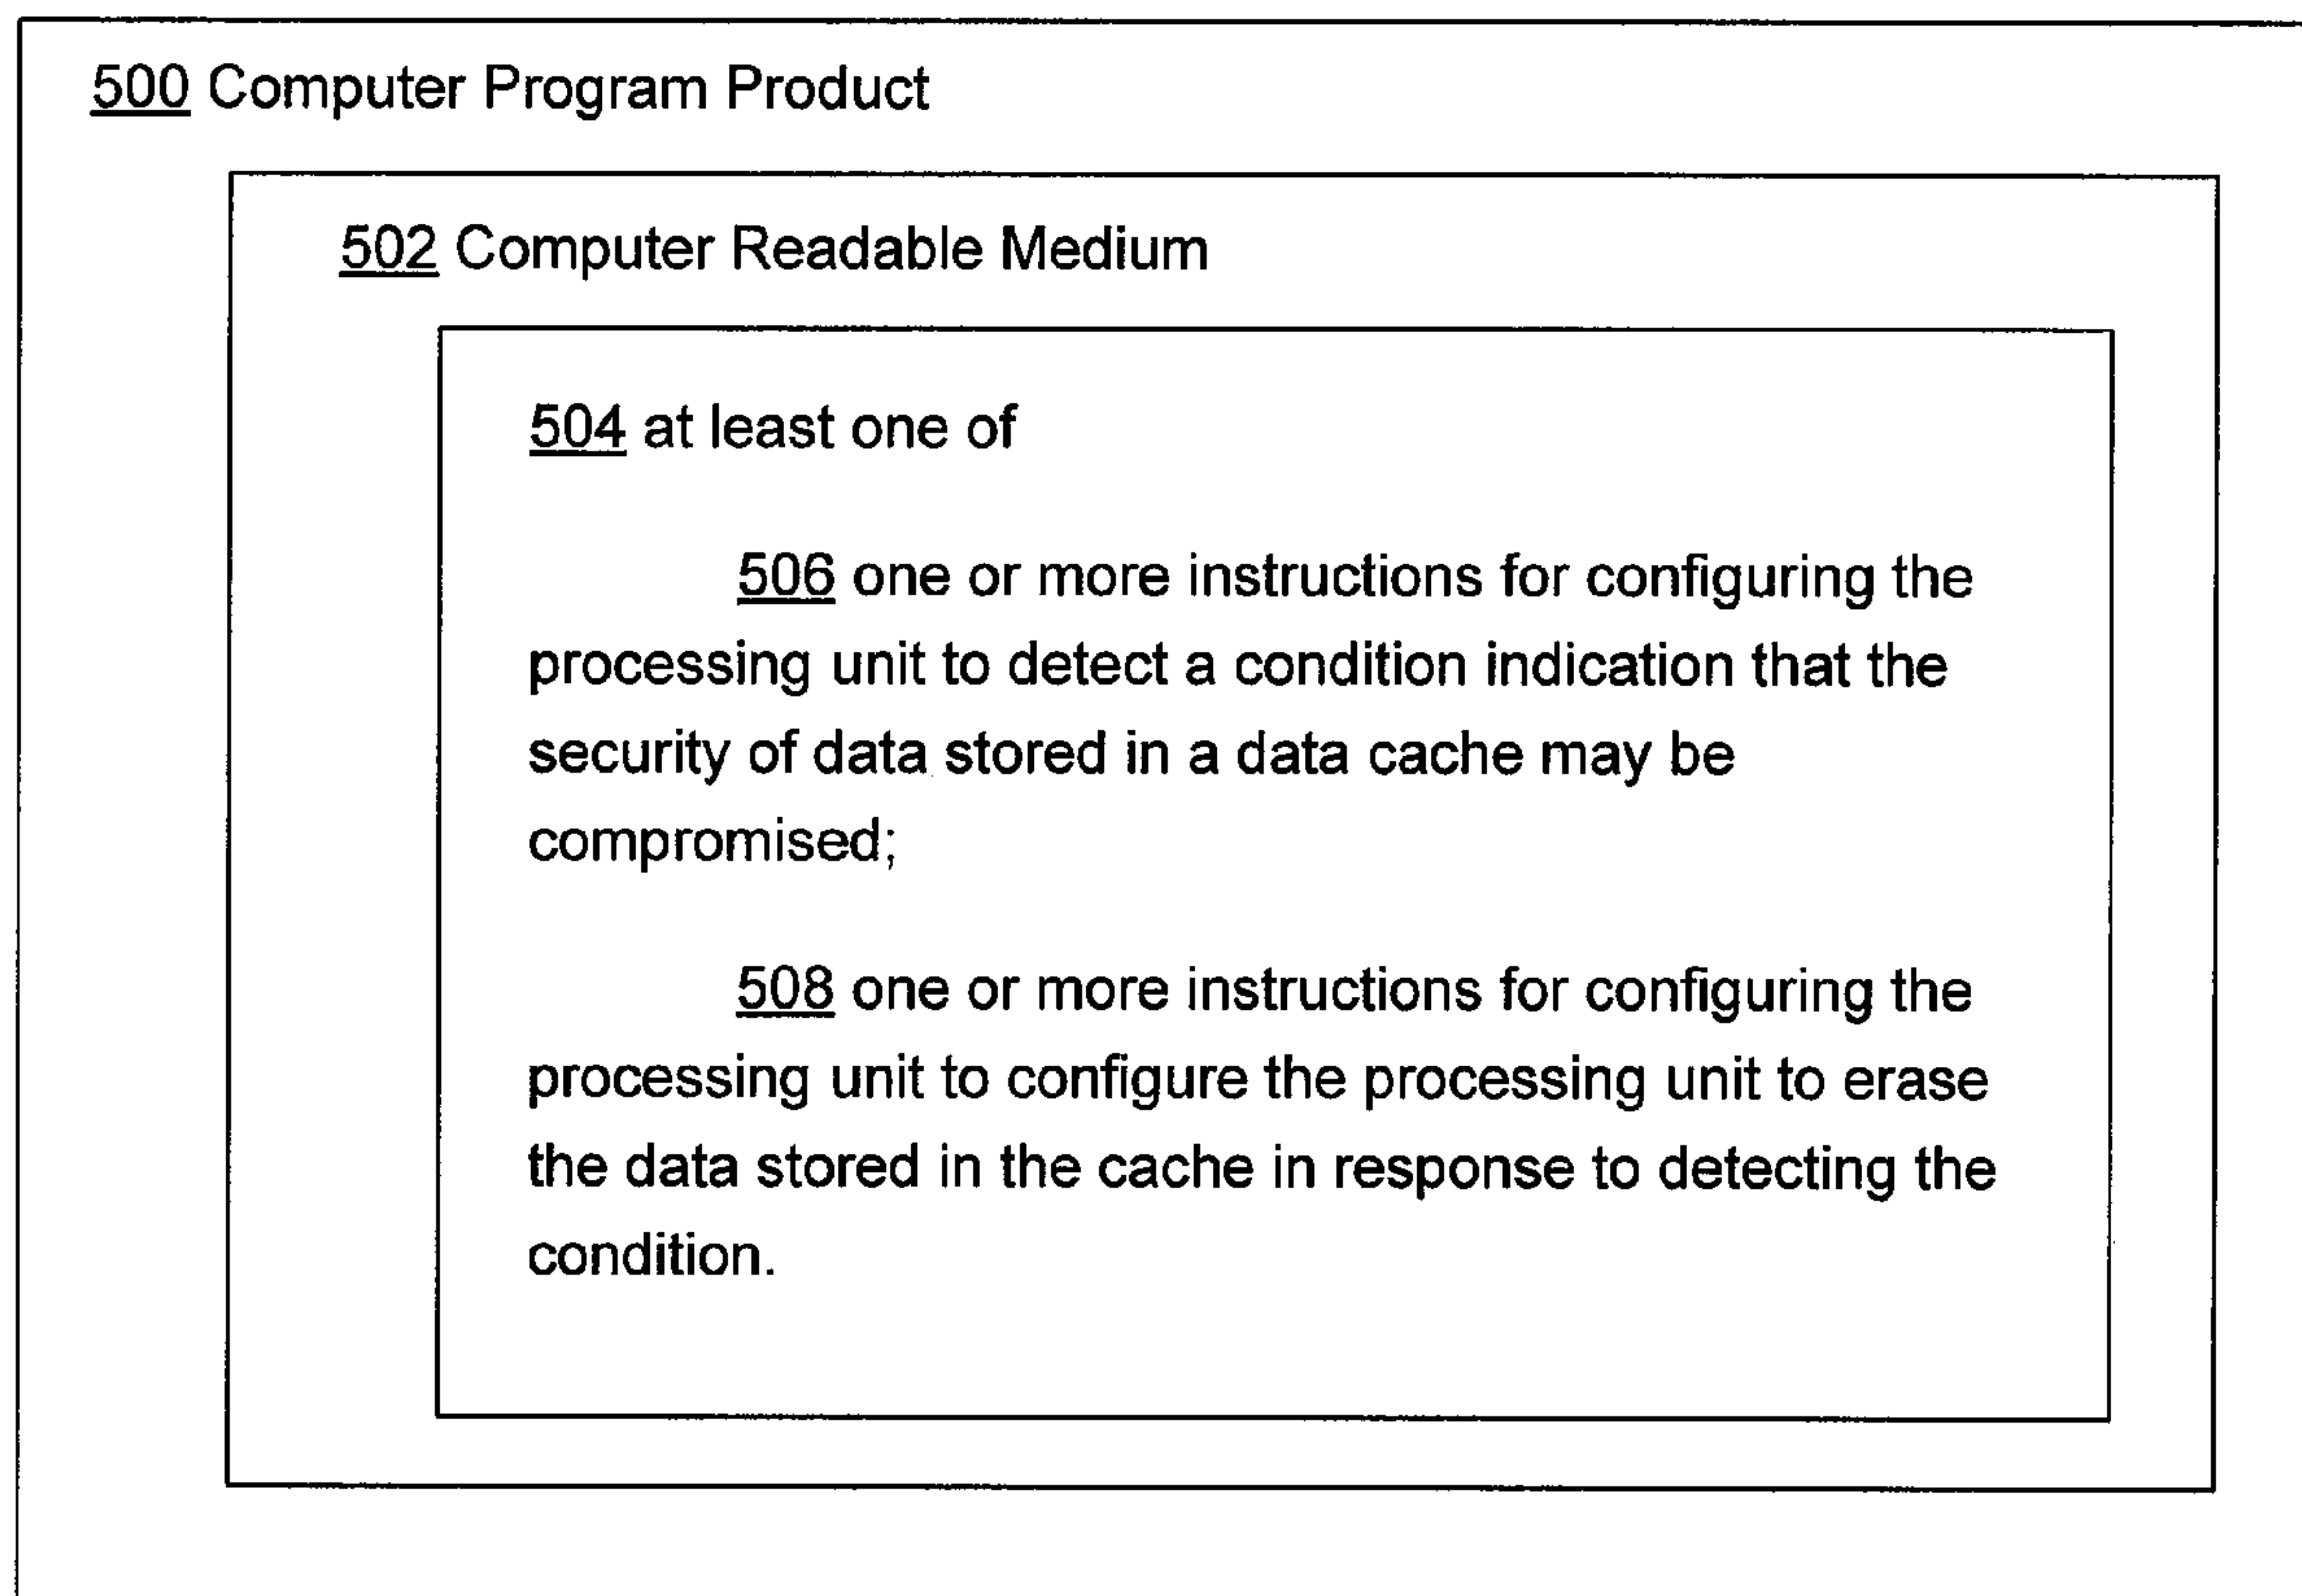 500 Computer Program Product
502 Computer Readable Medium
504 at least one of
506 one or more instructions for configuring the
processing unit to detect a condition indication that the
security of data stored in a data cache may be
compromised;
508 one or more instructions for configuring the
processing unit to configure the processing unit to erase
the data stored in the cache in response to detecting the
condition.